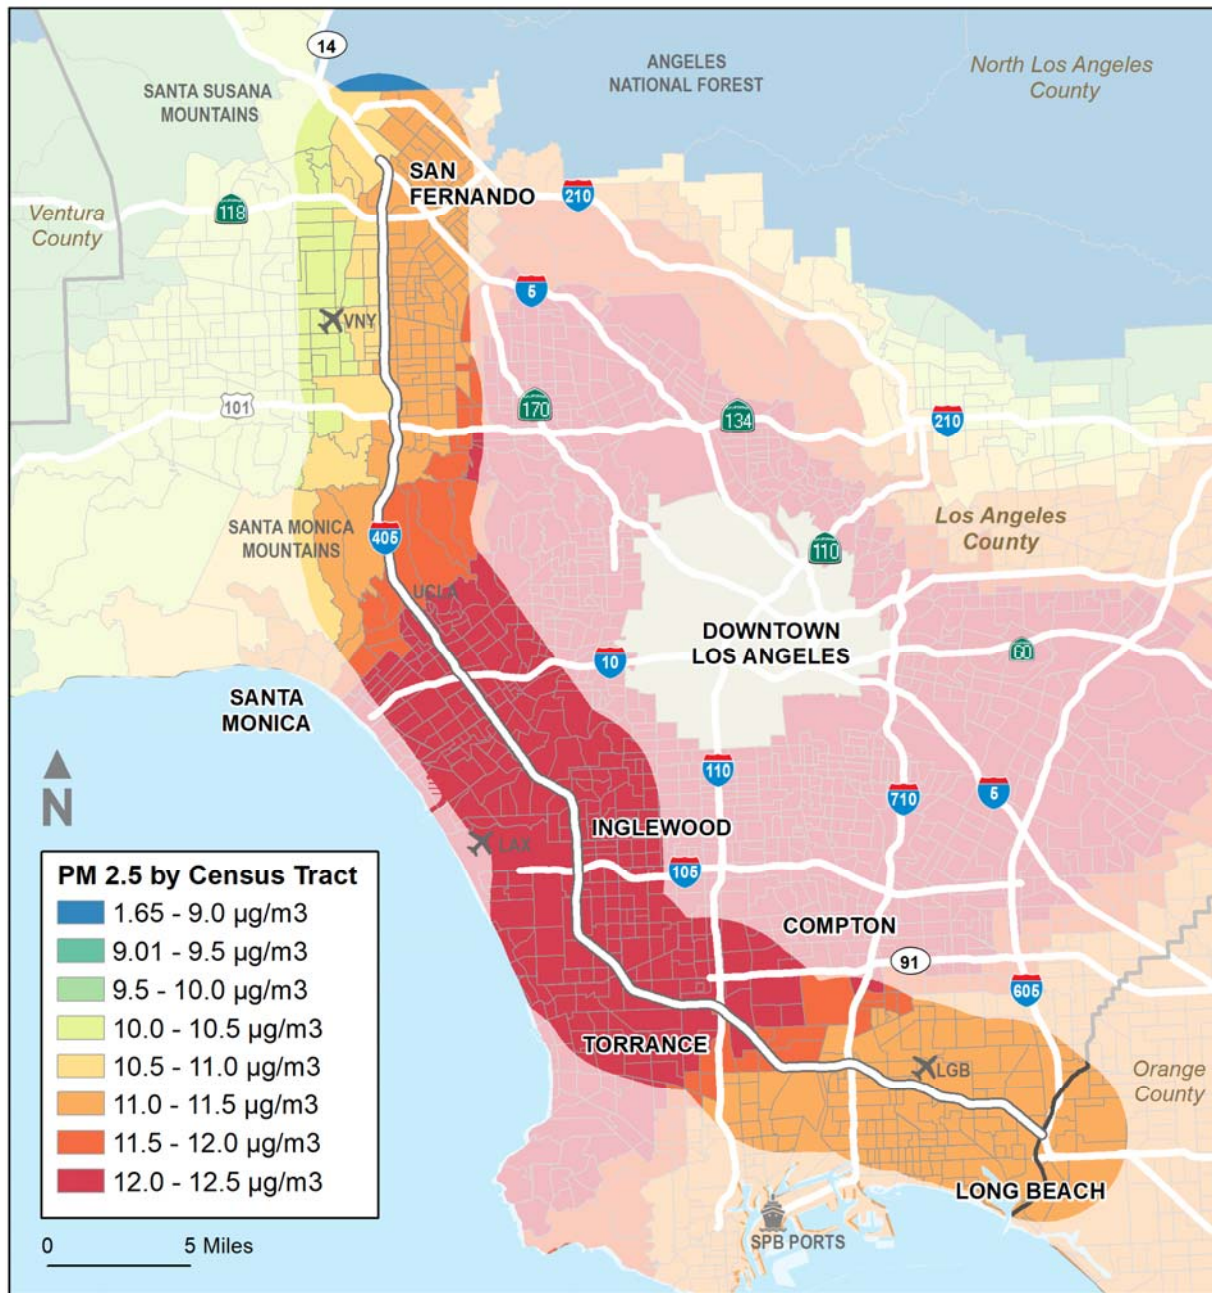 14
ANGELES
NATIONAL FOREST
North Los Angeles
County
SANTA SUSANA
MOUNTAINS
SAN
FERNANDO
210
118
Ventura
County
5
VNY
101
170
134
210
SANTA MONICA
MOUNTAINS
405
Los Angeles
County
110
UCLA
DOWNTOWN
LOS ANGELES
10
60
SANTA
MONICA
N
110
710
5
INGLEWOOD
LAX
105
COMPTON
91
605
TORRANCE
LGB
Orange
County
LONG BEACH
SPB PORTS
PM 2.5 by Census Tract
1.65 - 9.0 µg/m3
9.01 - 9.5 µg/m3
9.5 - 10.0 µg/m3
10.0 - 10.5 µg/m3
10.5 - 11.0 µg/m3
11.0 - 11.5 µg/m3
11.5 - 12.0 µg/m3
12.0 - 12.5 µg/m3
0 5 Miles